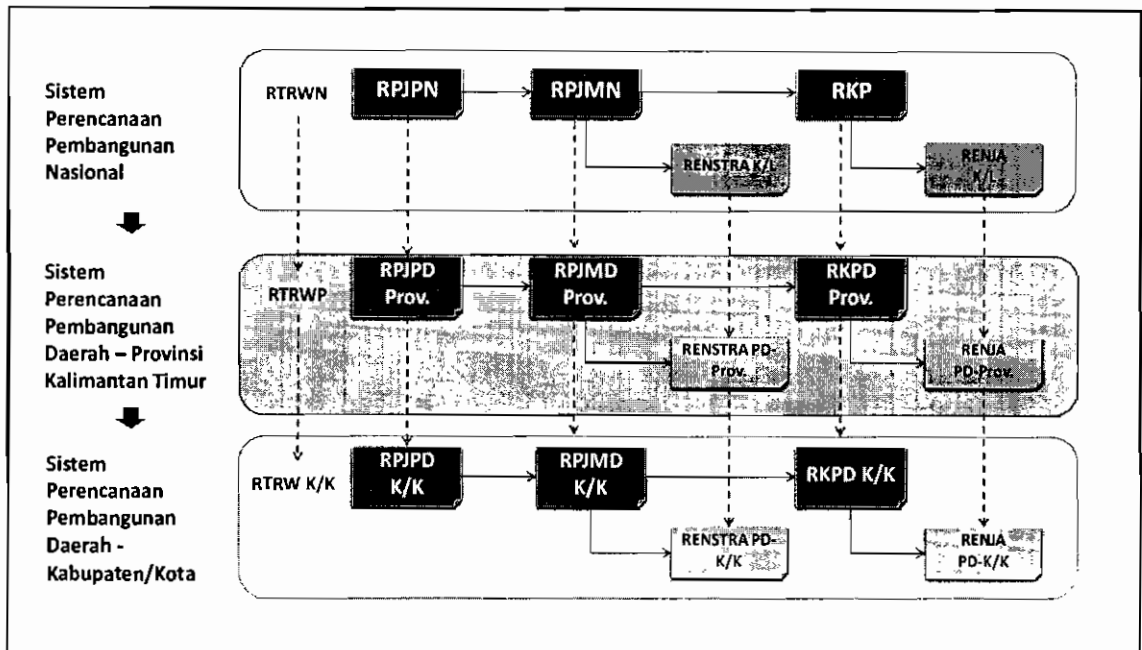 Sistem
Perencanaan
Pembangunan
Nasional
RTRWN
RPJPN
RPJMN
RKP
RENSTRA K/L
RENJA
K/L
Sistem
Perencanaan
Pembangunan
Daerah – Provinsi
Kalimantan Timur
RTRWP
RPJPD
Prov.
RPJMD
Prov.
RKPD
Prov.
RENSTRA PD-
Prov.
RENJA
PD-Prov.
Sistem
Perencanaan
Pembangunan
Daerah -
Kabupaten/Kota
RTRW K/K
RPJPD
K/K
RPJMD
K/K
RKPD K/K
RENSTRA PD-
K/K
RENJA
PD-K/K